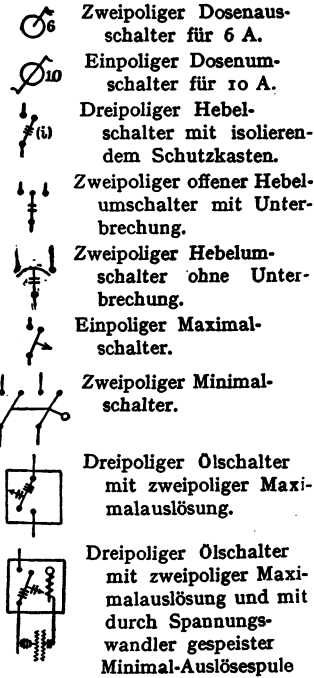 6 Zweipoliger Dosenaus-
schalter für 6 A.
10 Einpoliger Dosenum-
schalter für 10 A.
(i) Dreipoliger Hebel-
schalter mit isolieren-
dem Schutzkasten.
Zweipoliger offener Hebel-
umschalter mit Unter-
brechung.
Zweipoliger Hebelum-
schalter ohne Unter-
brechung.
Einpoliger Maximal-
schalter.
Zweipoliger Minimal-
schalter.
Dreipoliger Ölschalter
mit zweipoliger Maxi-
malauslösung.
Dreipoliger Ölschalter
mit zweipoliger Maxi-
malauslösung und mit
durch Spannungs-
wandler gespeister
Minimal-Auslösespule